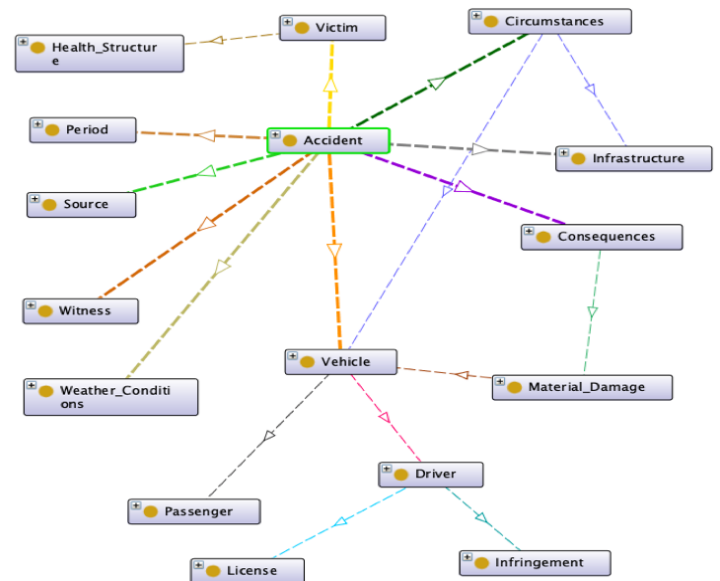 Circumstances
Victim
Health_Structur
e
Period
Accident
Infrastructure
Source
Consequences
Witness
Vehicle
Weather_Conditi
ons
Material_Damage
Driver
Passenger
Infringement
License